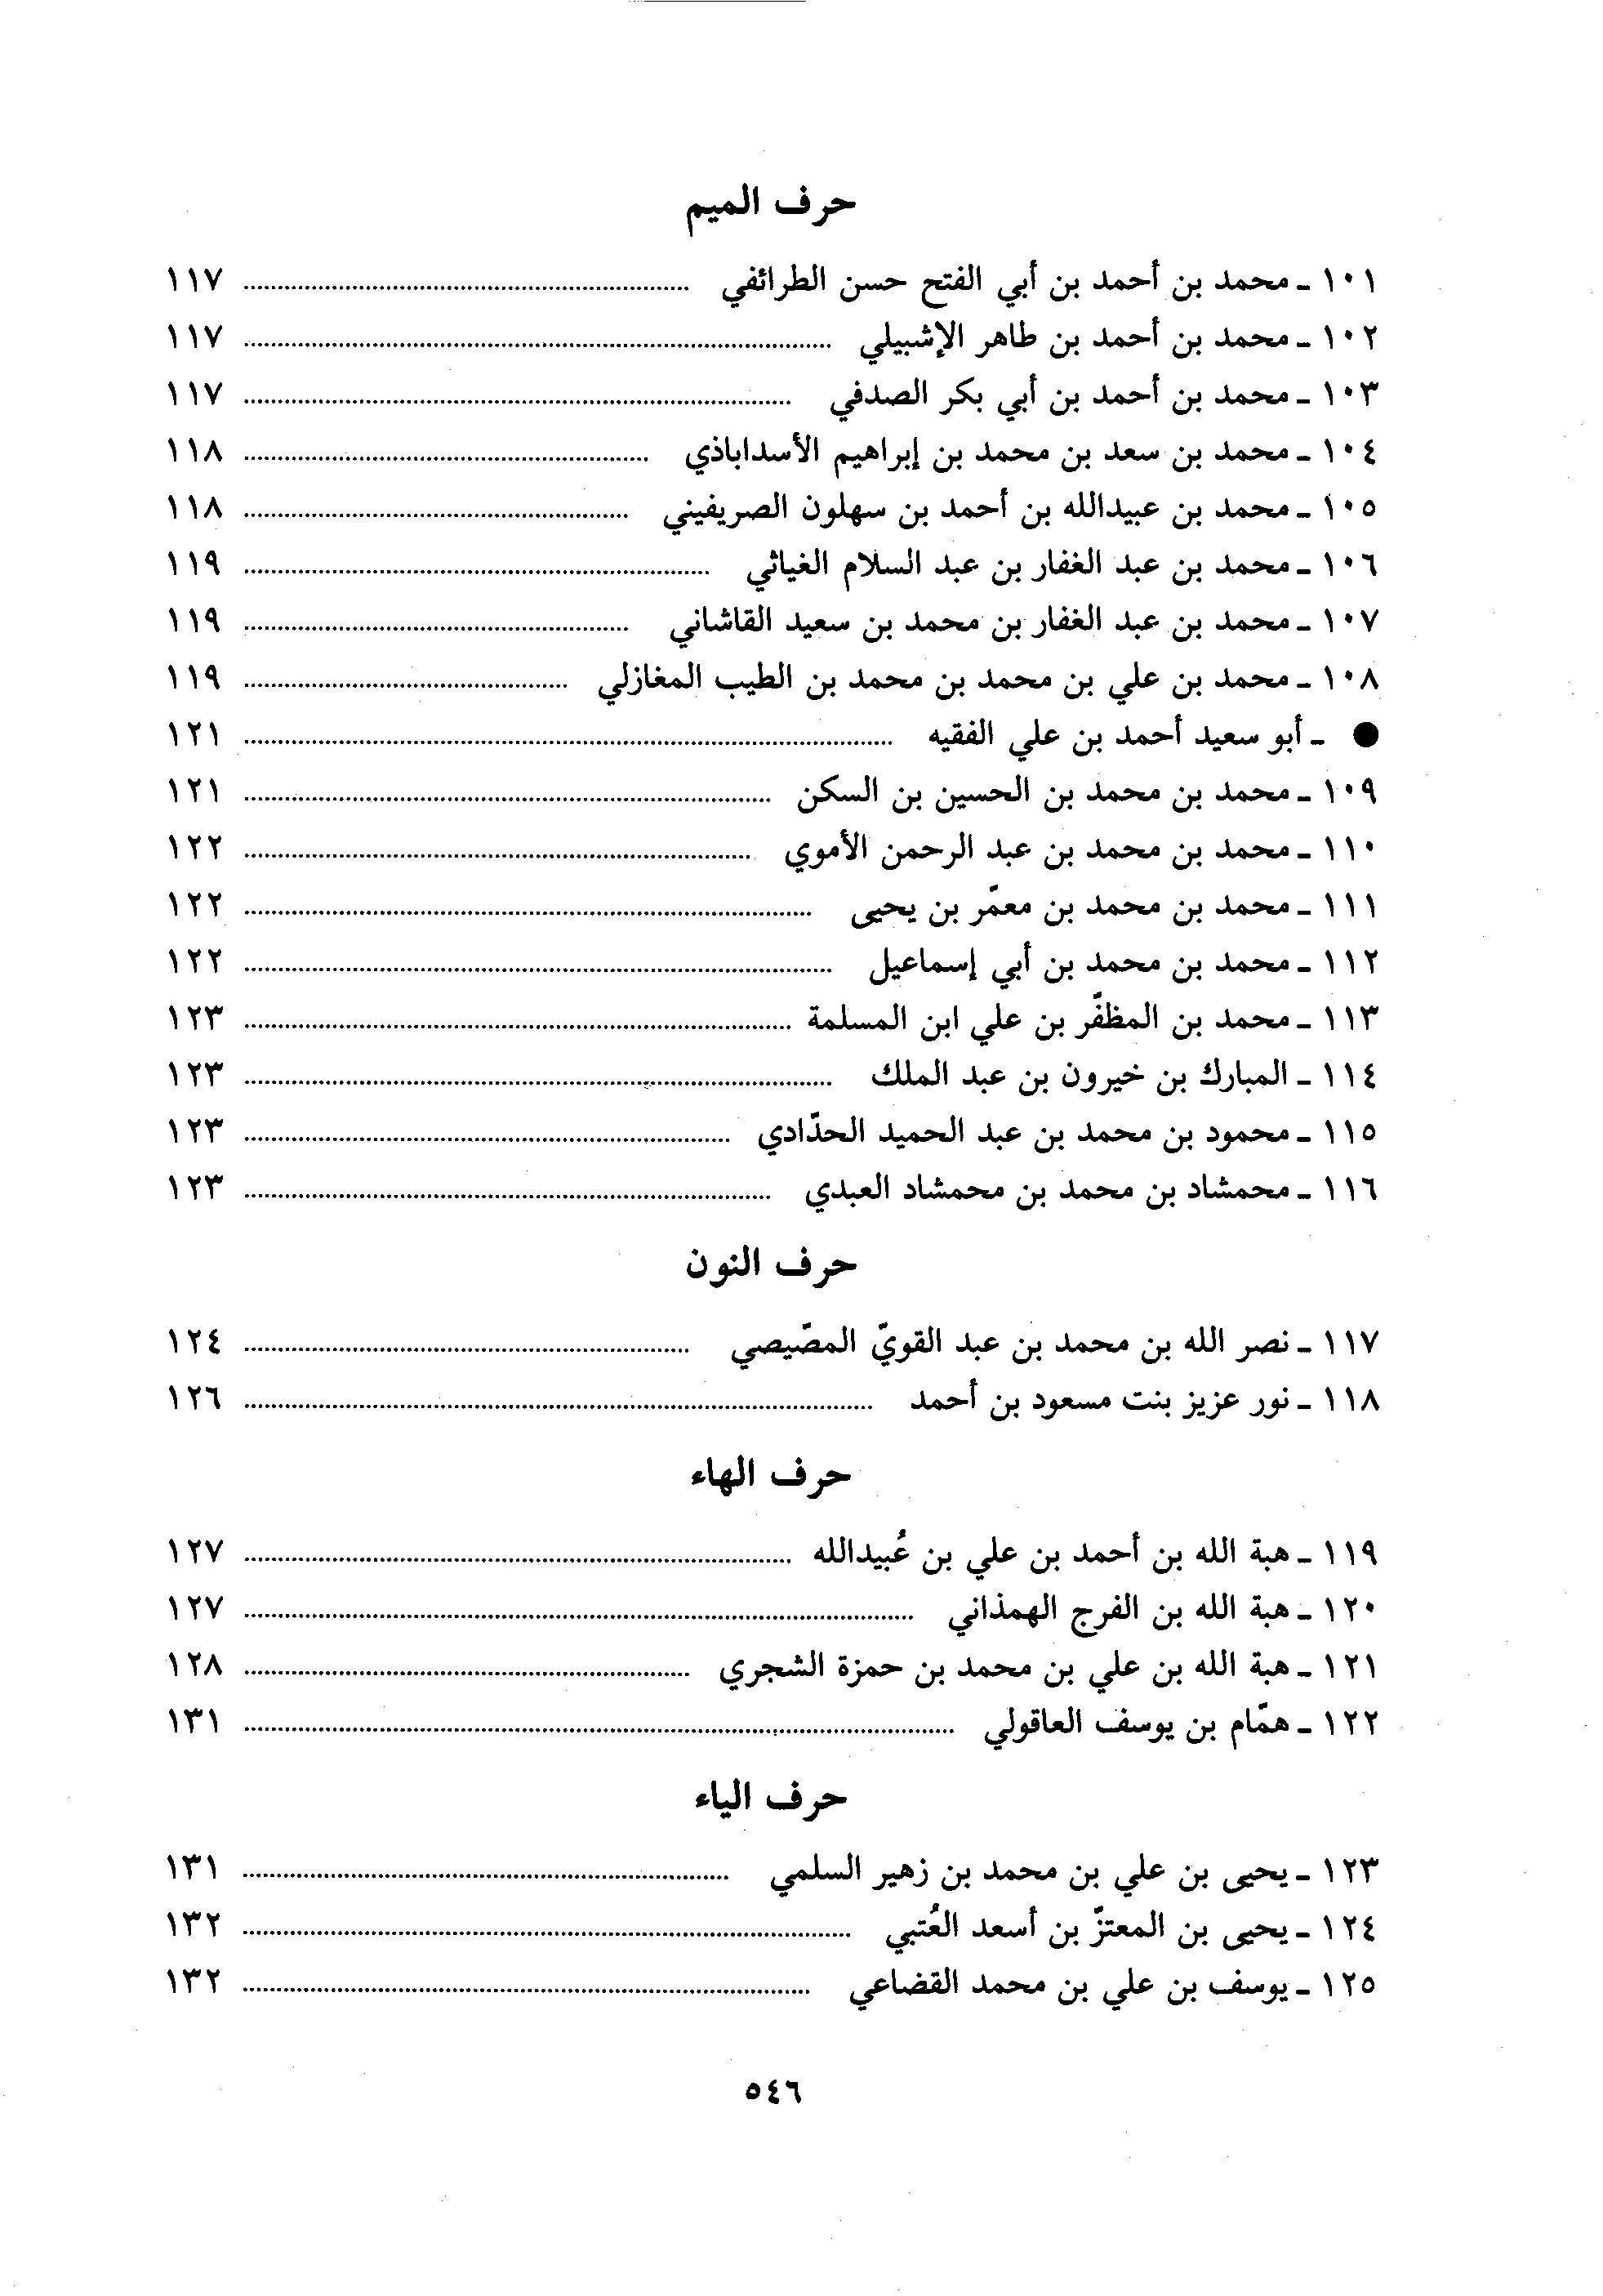 حرف الميم
١٠١ ـ محمد بن أحمد بن أبي الفتح حسن الطرائفي ........ ١١٧
١٠٢ ـ محمد بن أحمد بن طاهر الإشبيلي ........ ١١٧
١٠٣ ـ محمد بن أحمد بن أبي بكر الصدفي ........ ١١٧
١٠٤ ـ محمد بن سعد بن محمد بن إبراهيم الأسداباذي ........ ١١٨
١٠٥ ـ محمد بن عبيدالله بن أحمد بن سهلون الصريفيني ........ ١١٨
١٠٦ ـ محمد بن عبد الغفار بن عبد السلام الغياثي ........ ١١٩
١٠٧ ـ محمد بن عبد الغفار بن محمد بن سعيد القاشاني ........ ١١٩
١٠٨ ـ محمد بن علي بن محمد بن محمد بن الطيب المغازلي ........ ١١٩
● ـ أبو سعيد أحمد بن علي الفقيه ........ ١٢١
١٠٩ ـ محمد بن محمد بن الحسين بن السكن ........ ١٢١
١١٠ ـ محمد بن محمد بن عبد الرحمن الأموي ........ ١٢٢
١١١ ـ محمد بن محمد بن معمّر بن يحيى ........ ١٢٢
١١٢ ـ محمد بن محمد بن أبي إسماعيل ........ ١٢٢
١١٣ ـ محمد بن المظفّر بن علي ابن المسلمة ........ ١٢٣
١١٤ ـ المبارك بن خيرون بن عبد الملك ........ ١٢٣
١١٥ ـ محمود بن محمد بن عبد الحميد الحدّادي ........ ١٢٣
١١٦ ـ محمشاد بن محمد بن محمشاد العبدي ........ ١٢٣
حرف النون
١١٧ ـ نصر الله بن محمد بن عبد القويّ المصّيصي ........ ١٢٤
١١٨ ـ نور عزيز بنت مسعود بن أحمد ........ ١٢٦
حرف الهاء
١١٩ ـ هبة الله بن أحمد بن علي بن عُبيدالله ........ ١٢٧
١٢٠ ـ هبة الله بن الفرج الهمذاني ........ ١٢٧
١٢١ ـ هبة الله بن علي بن محمد بن حمزة الشجري ........ ١٢٨
١٢٢ ـ همّام بن يوسف العاقولي ........ ١٣١
حرف الياء
١٢٣ ـ يحيى بن علي بن محمد بن زهير السلمي ........ ١٣١
١٢٤ ـ يحيى بن المعتزّ بن أسعد العُتبي ........ ١٣٢
١٢٥ ـ يوسف بن علي بن محمد القضاعي ........ ١٣٢
٥٤٦